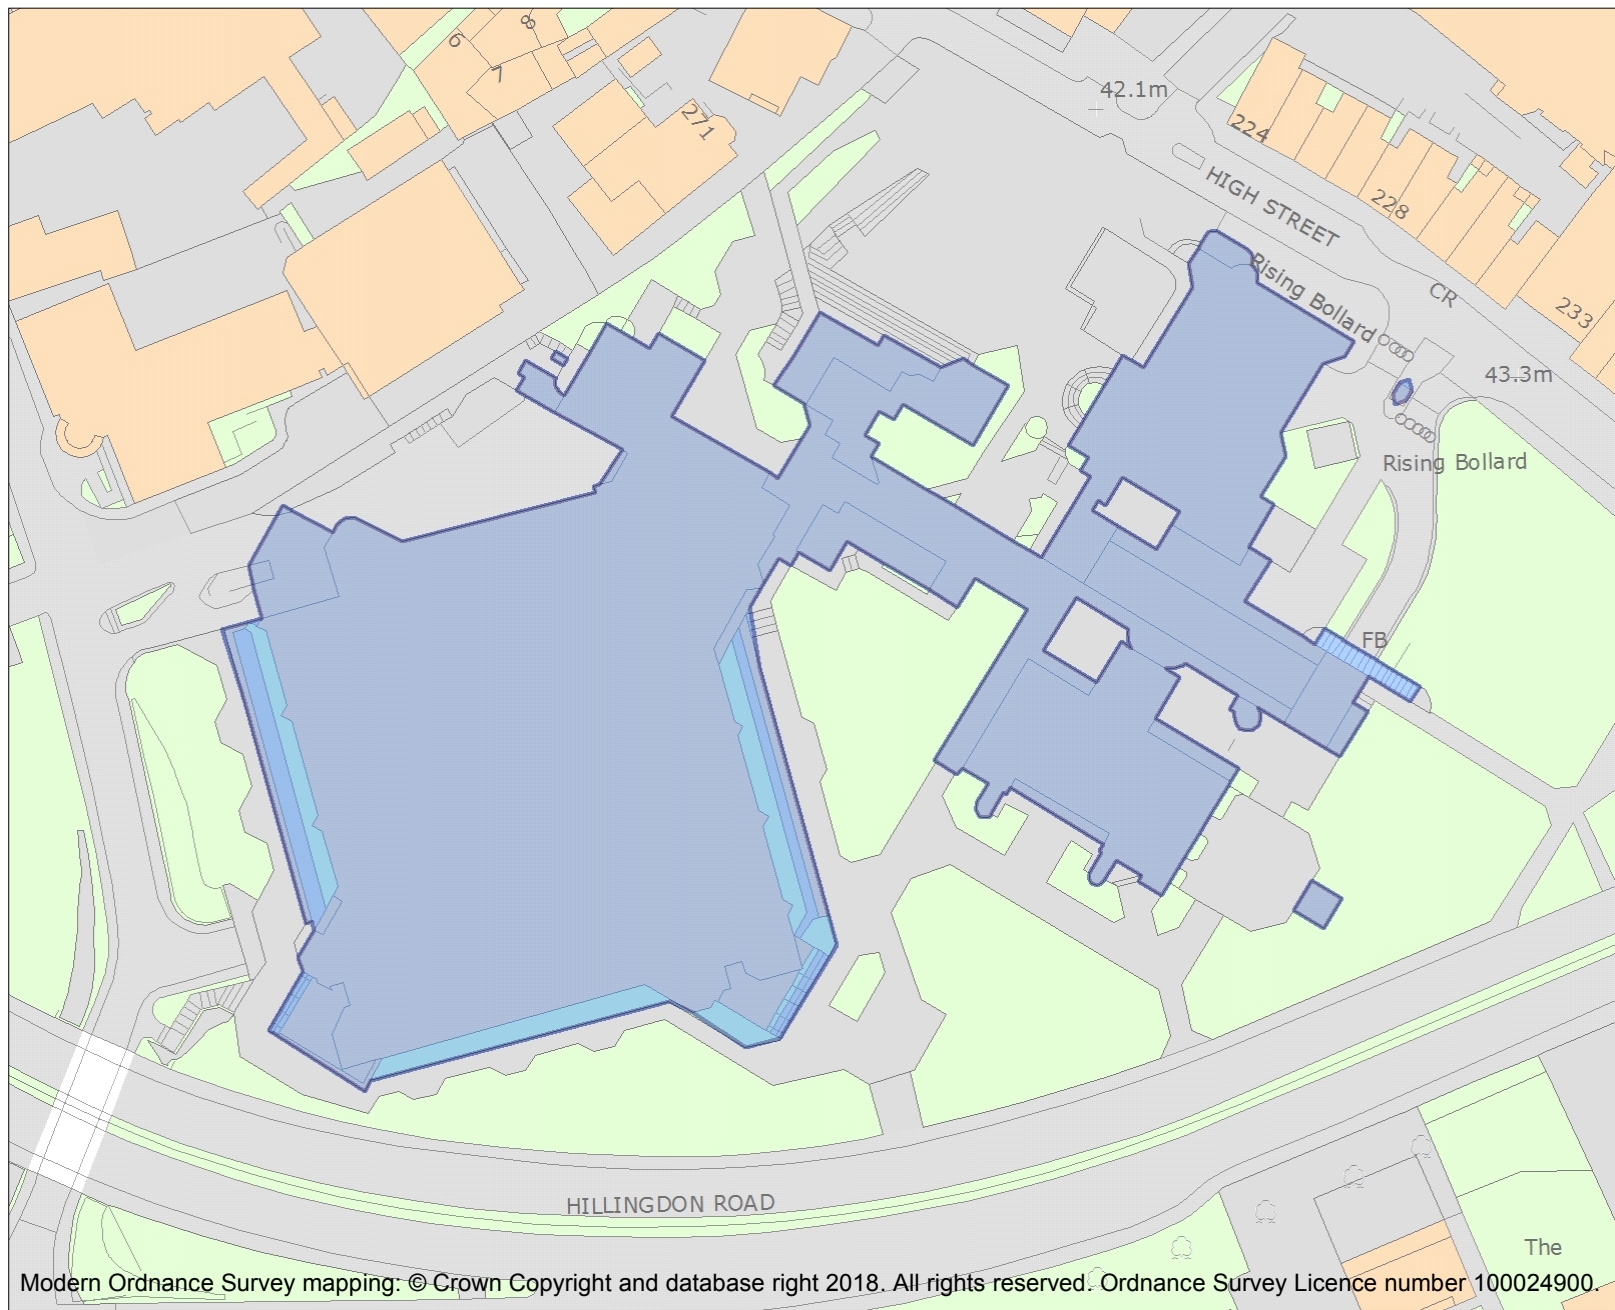 6
8
7
271
42.1m
224
HIGH STREET
228
Rising Bollard
CR
233
43.3m
Rising Bollard
FB
HILLINGDON ROAD
The
Modern Ordnance Survey mapping: © Crown Copyright and database right 2018. All rights reserved. Ordnance Survey Licence number 100024900.